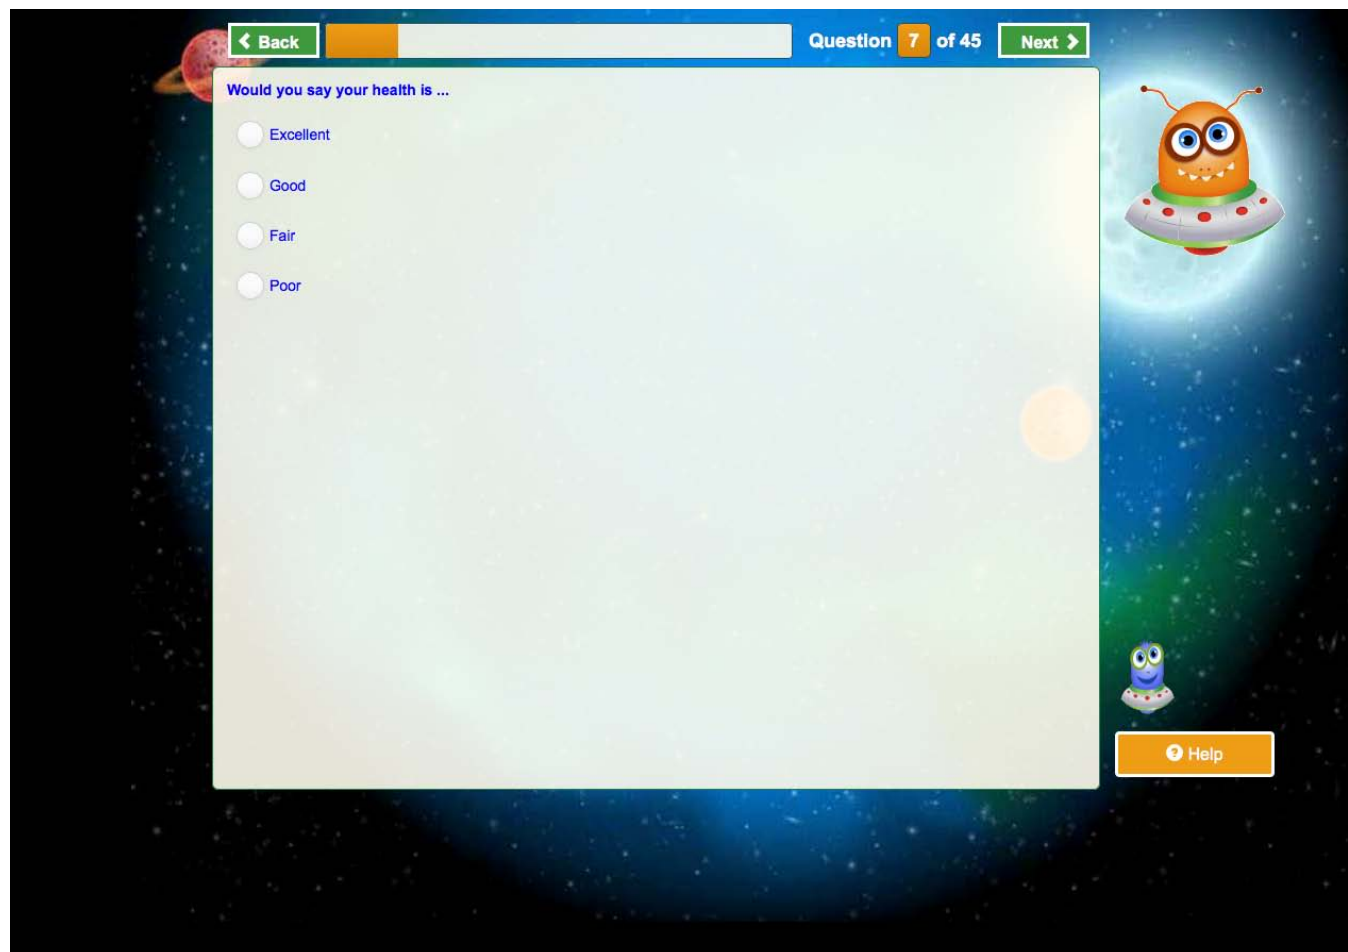 Back
Question 7 of 45
Next
Would you say your health is ...
Excellent
Good
Fair
Poor
Help